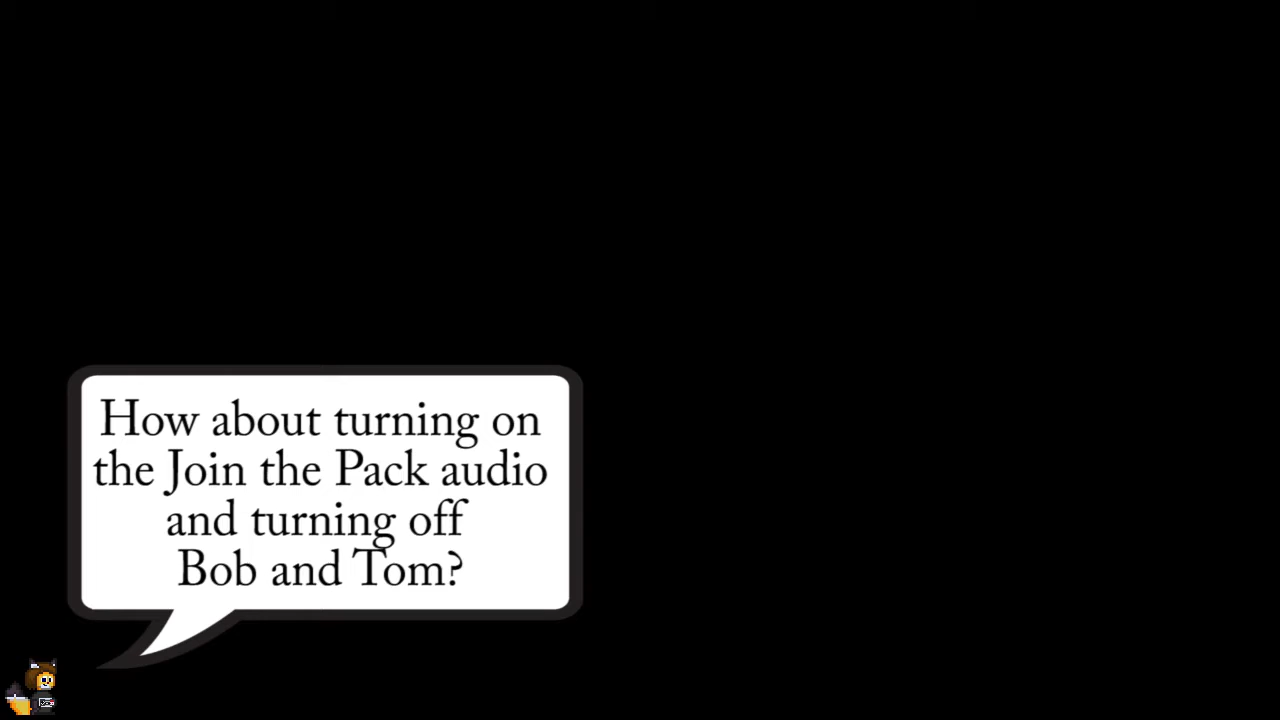 How about turning on
the Join the Pack audio
and turning off
Bob and Tom?